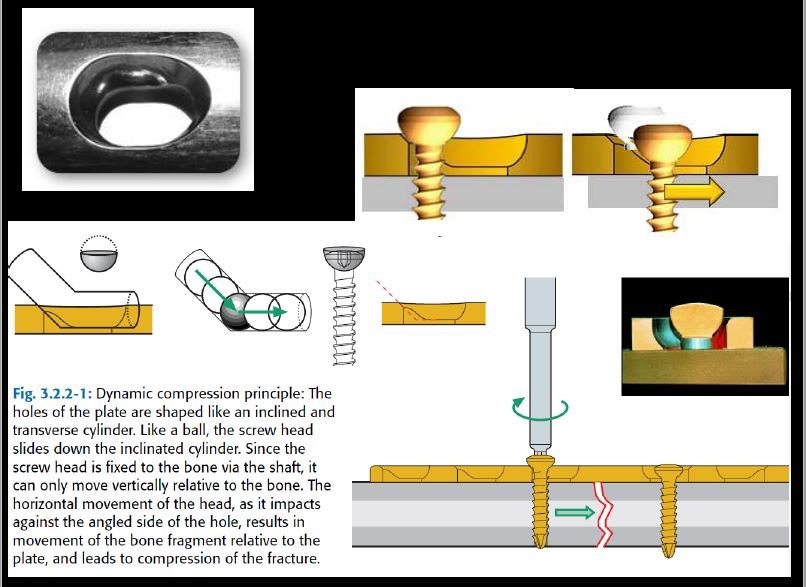 Fig. 3.2.2-1: Dynamic compression principle: The
holes of the plate are shaped like an inclined and
transverse cylinder. Like a ball, the screw head
slides down the inclinated cylinder. Since the
screw head is fixed to the bone via the shaft, it
can only move vertically relative to the bone. The
horizontal movement of the head, as it impacts
against the angled side of the hole, results in
movement of the bone fragment relative to the
plate, and leads to compression of the fracture.